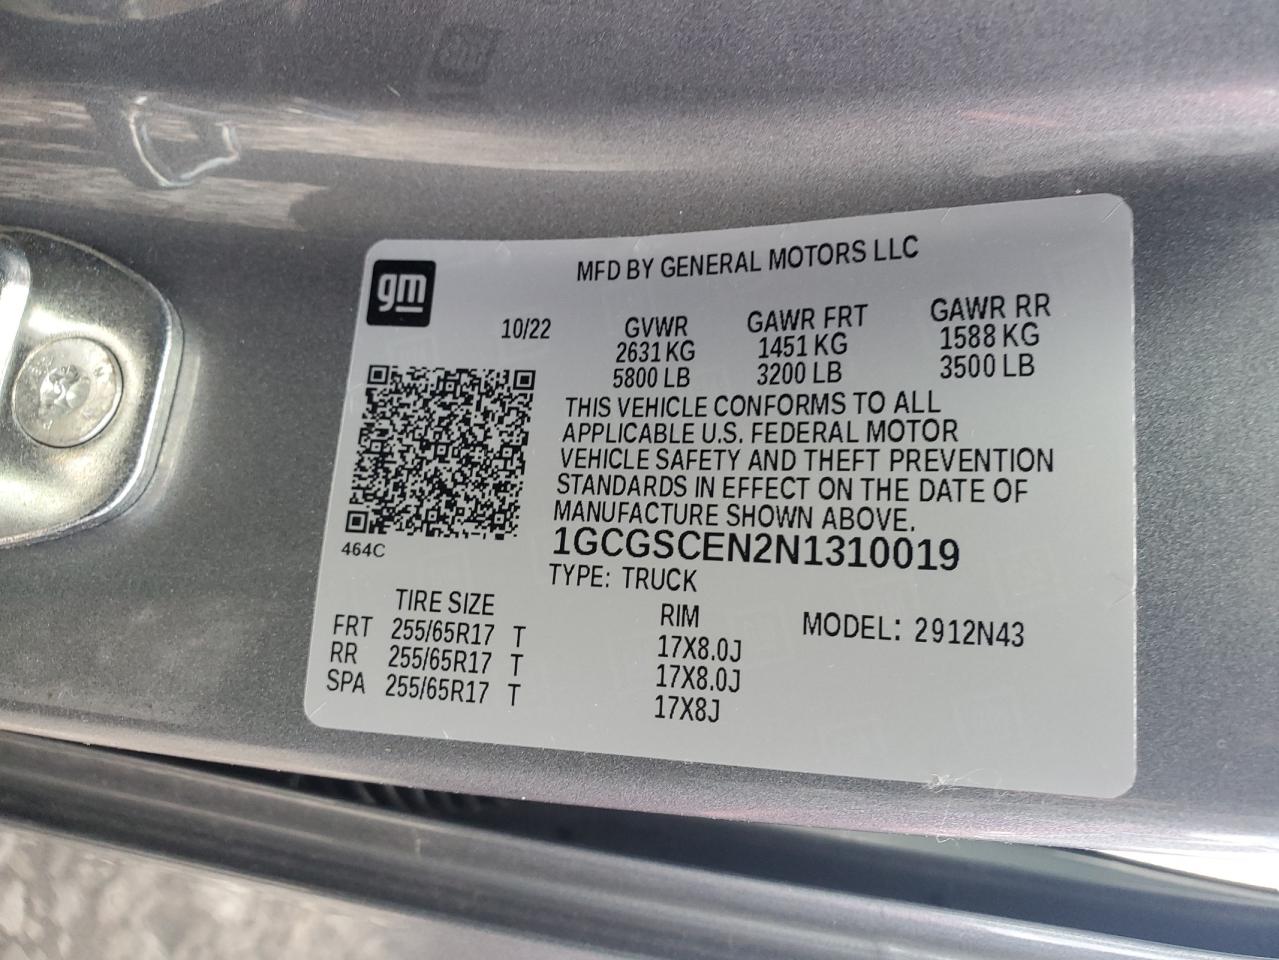 gm
MFD BY GENERAL MOTORS LLC
10/22 GVWR GAWR FRT GAWR RR
2631 KG 1451 KG 1588 KG
5800 LB 3200 LB 3500 LB
THIS VEHICLE CONFORMS TO ALL
APPLICABLE U.S. FEDERAL MOTOR
VEHICLE SAFETY AND THEFT PREVENTION
STANDARDS IN EFFECT ON THE DATE OF
MANUFACTURE SHOWN ABOVE.
464C
1GCGSCEN2N1310019
TYPE: TRUCK
TIRE SIZE RIM MODEL: 2912N43
FRT 255/65R17 T 17X8.0J
RR 255/65R17 T 17X8.0J
SPA 255/65R17 T 17X8J